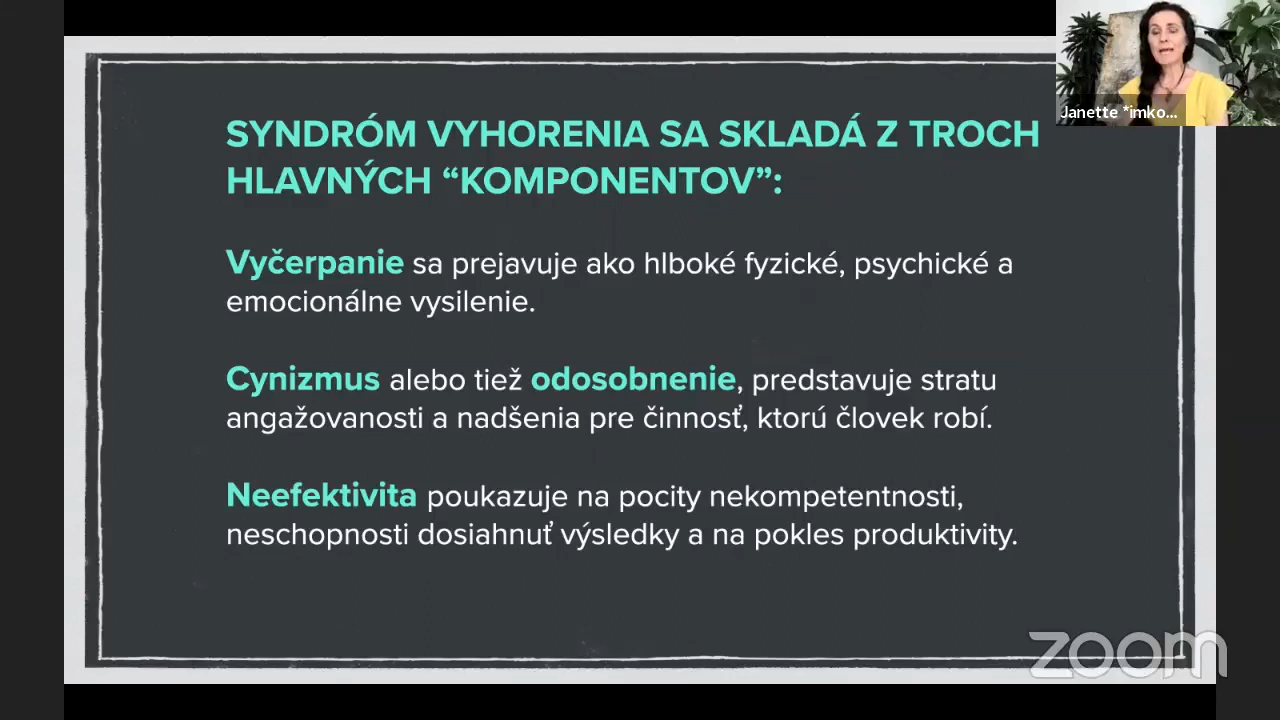 SYNDRÓM VYHORENIA SA SKLADÁ Z TROCH
HLAVNÝCH “KOMPONENTOV”:
Vyčerpanie sa prejavuje ako hlboké fyzické, psychické a
emocionálne vysilenie.
Cynizmus alebo tiež odosobnenie, predstavuje stratu
angažovanosti a nadšenia pre činnosť, ktorú človek robí.
Neefektivita poukazuje na pocity nekompetentnosti,
neschopnosti dosiahnuť výsledky a na pokles produktivity.
Janette *imko...
zoom